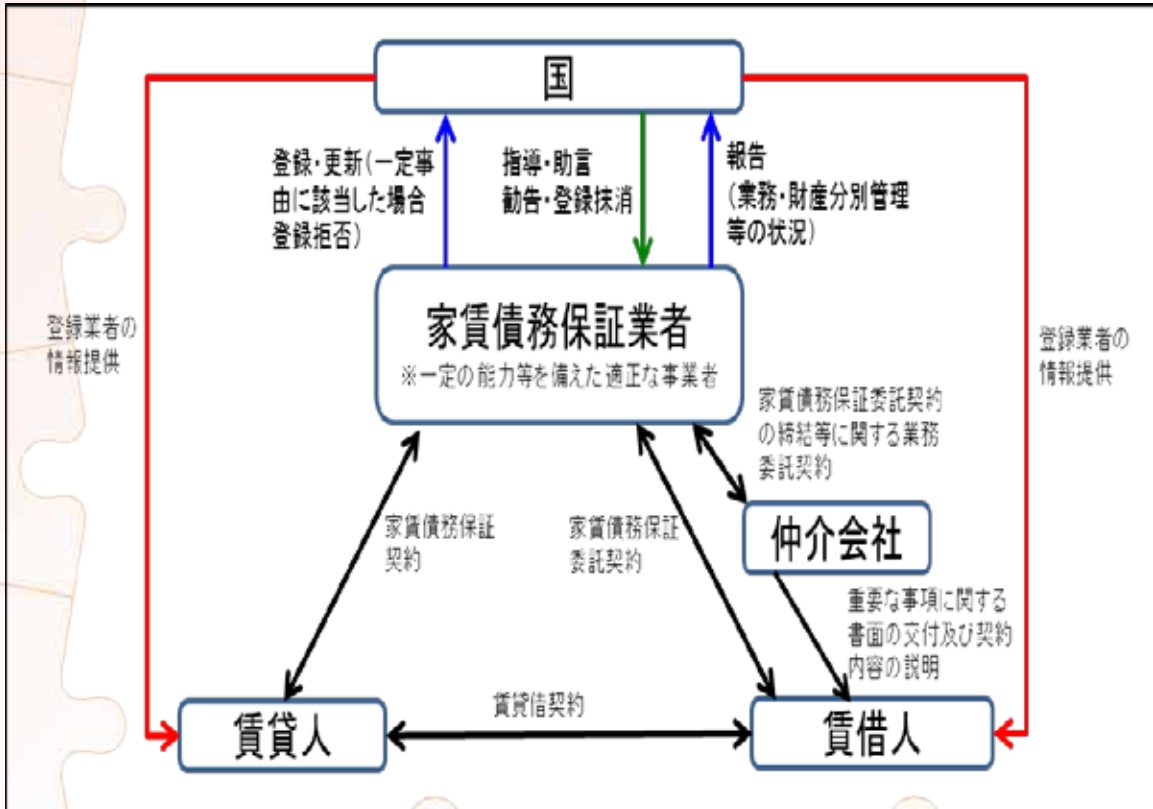 国
登録・更新(一定事
由に該当した場合
登録拒否)
指導・助言
勧告・登録抹消
報告
(業務・財産分別管理
等の状況)
家賃債務保証業者
※一定の能力等を備えた適正な事業者
登録業者の
情報提供
登録業者の
情報提供
家賃債務保証委託契約
の締結等に関する業務
委託契約
仲介会社
家賃債務保証
契約
家賃債務保証
委託契約
重要な事項に関する
書面の交付及び契約
内容の説明
賃貸借契約
賃貸人
賃借人